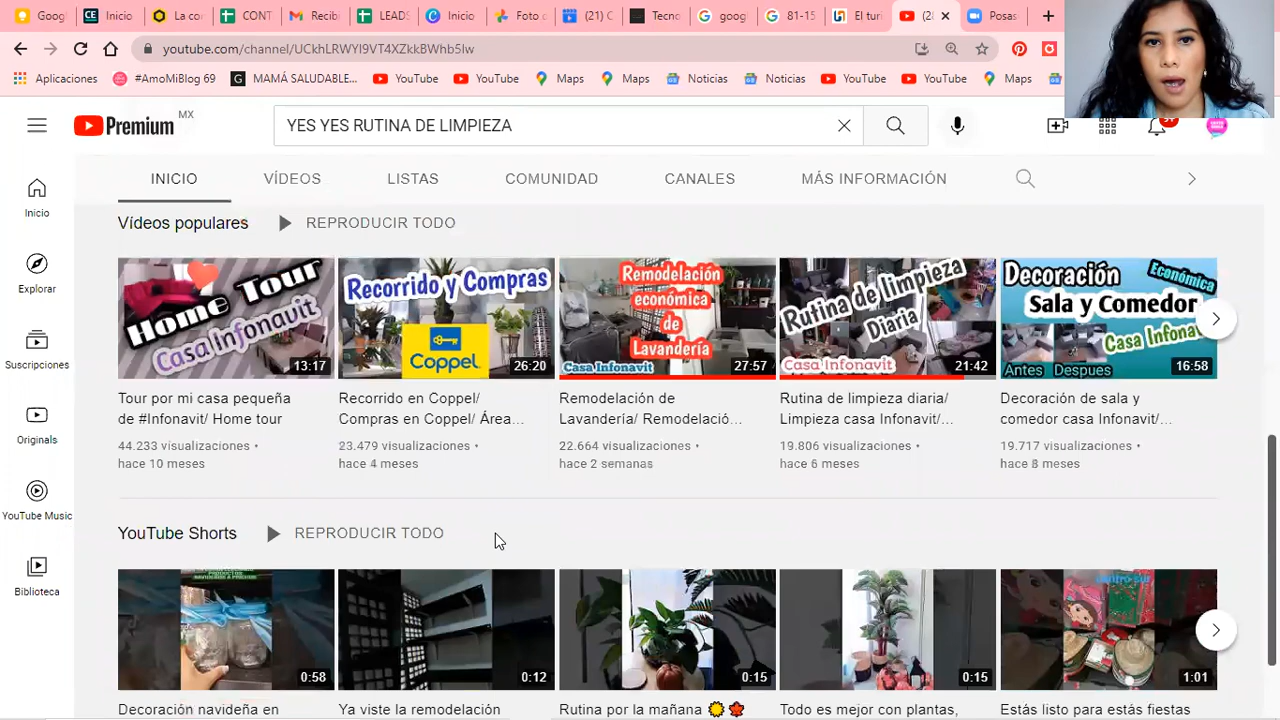 Goog
Inicio
La co
CONT
Recib
LEADS
Inicio
Foto d
(21) C
Tecno
goog
81-15
El turi
(2
Posas
youtube.com/channel/UCkhLRWYI9VT4XZkkBWhb5Iw
Aplicaciones
#AmoMiBlog 69
MAMÁ SALUDABLE...
YouTube
YouTube
Maps
Maps
Noticias
Noticias
YouTube
YouTube
Maps
Premium MX
YES YES RUTINA DE LIMPIEZA
9+
INICIO
VÍDEOS
LISTAS
COMUNIDAD
CANALES
MÁS INFORMACIÓN
Inicio
Explorar
Suscripciones
Originals
YouTube Music
Biblioteca
Vídeos populares
REPRODUCIR TODO
Home Tour
Casa Infonavit
13:17
Tour por mi casa pequeña
de #Infonavit/ Home tour
44.233 visualizaciones •
hace 10 meses
Recorrido y Compras
Coppel
26:20
Recorrido en Coppel/
Compras en Coppel/ Área...
23.479 visualizaciones •
hace 4 meses
Remodelación
económica
de
Lavandería
Casa Infonavit
27:57
Remodelación de
Lavandería/ Remodelació...
22.664 visualizaciones •
hace 2 semanas
Rutina de limpieza
Diaria
Casa Infonavit
21:42
Rutina de limpieza diaria/
Limpieza casa Infonavit/...
19.806 visualizaciones •
hace 6 meses
Decoración
Económica
Sala y Comedor
Casa Infonavit
Antes Despues
16:58
Decoración de sala y
comedor casa Infonavit/...
19.717 visualizaciones •
hace 8 meses
YouTube Shorts
REPRODUCIR TODO
NAVIDEÑOS A PRECIOS
0:58
Decoración navideña en
0:12
Ya viste la remodelación
0:15
Rutina por la mañana
0:15
Todo es mejor con plantas,
centro sur
1:01
Estás listo para éstas fiestas